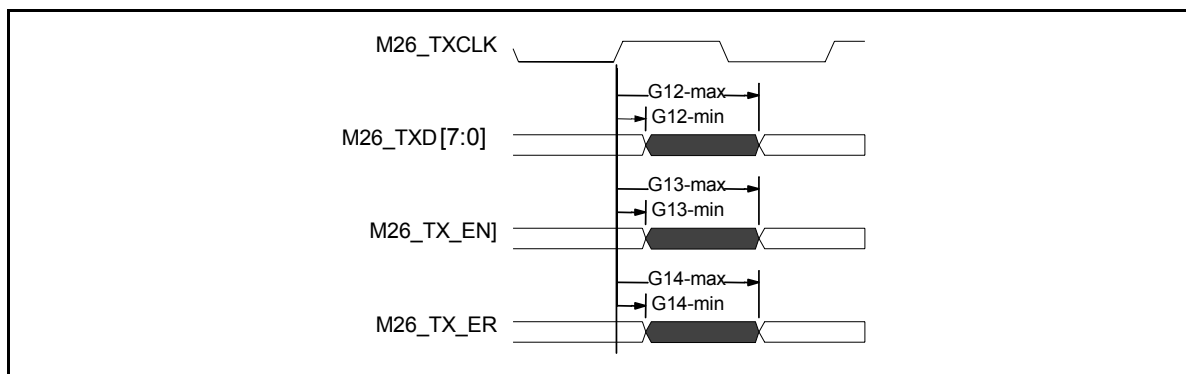 M26_TXCLK
G12-max
G12-min
M26_TXD[7:0]
G13-max
G13-min
M26_TX_EN]
G14-max
G14-min
M26_TX_ER